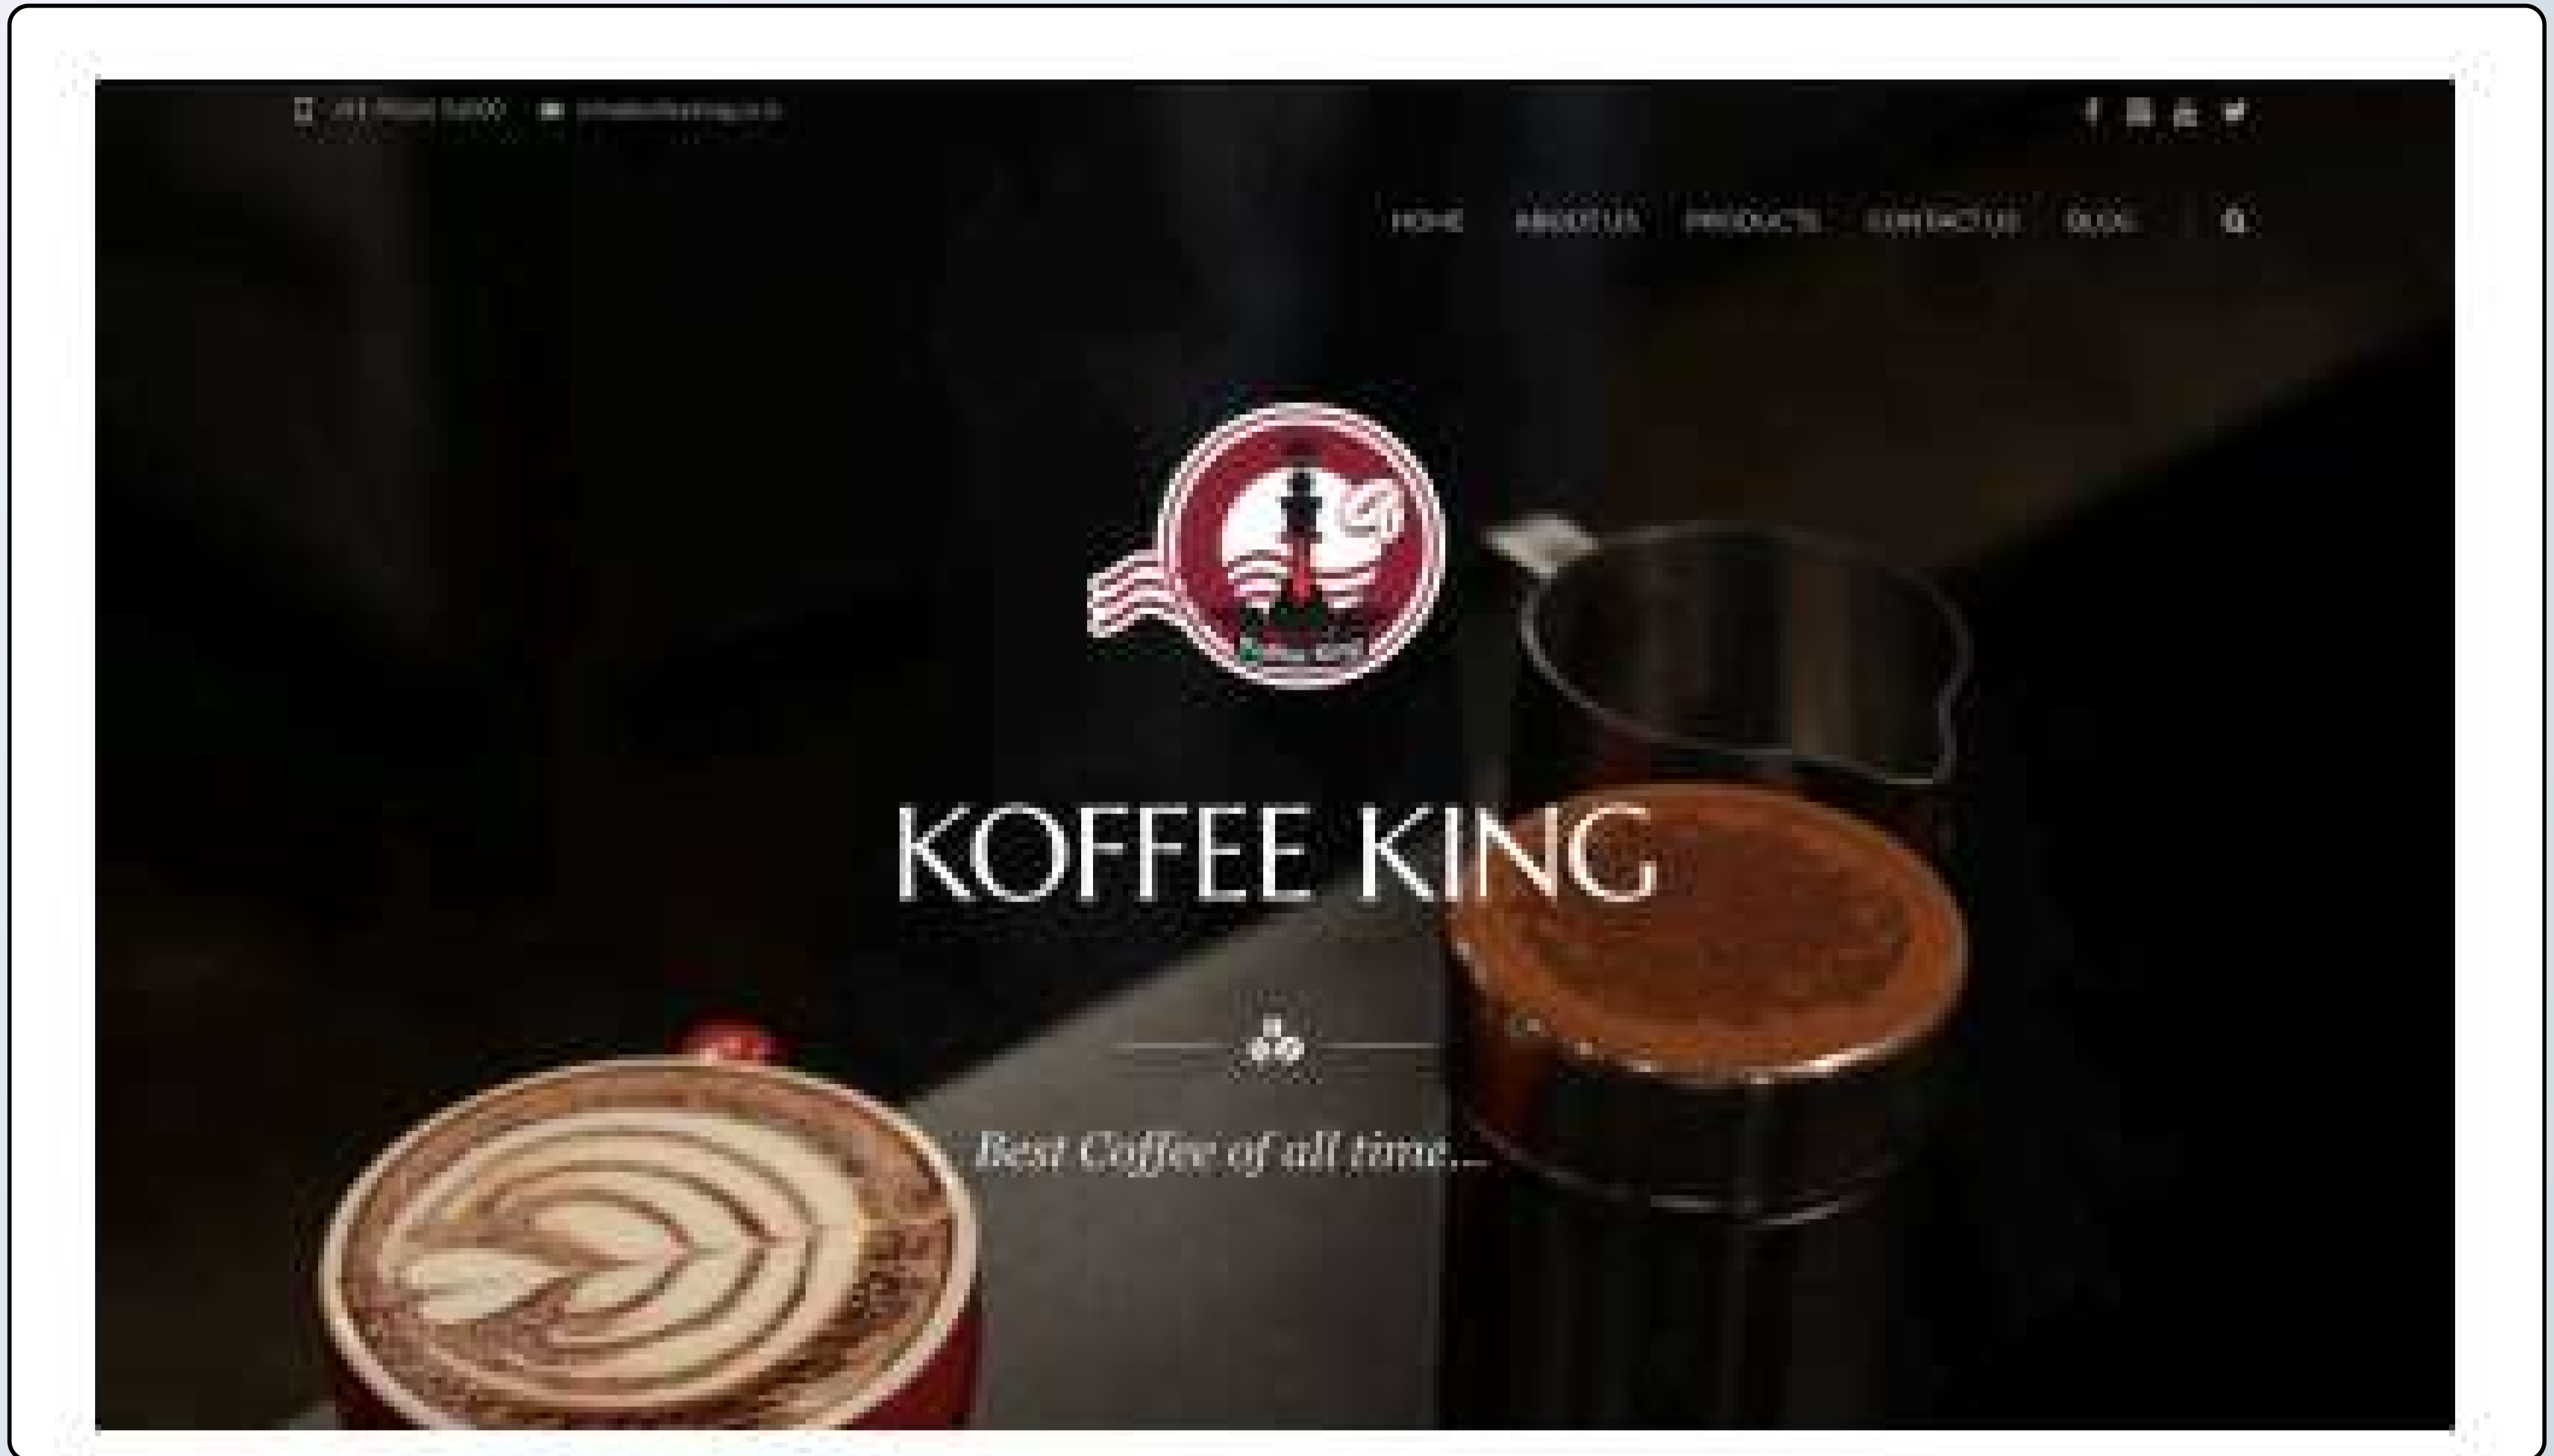 HOME ABOUT US PRODUCTS CONTACT US BLOG
KOFFEE KING
Best Coffee of all time...